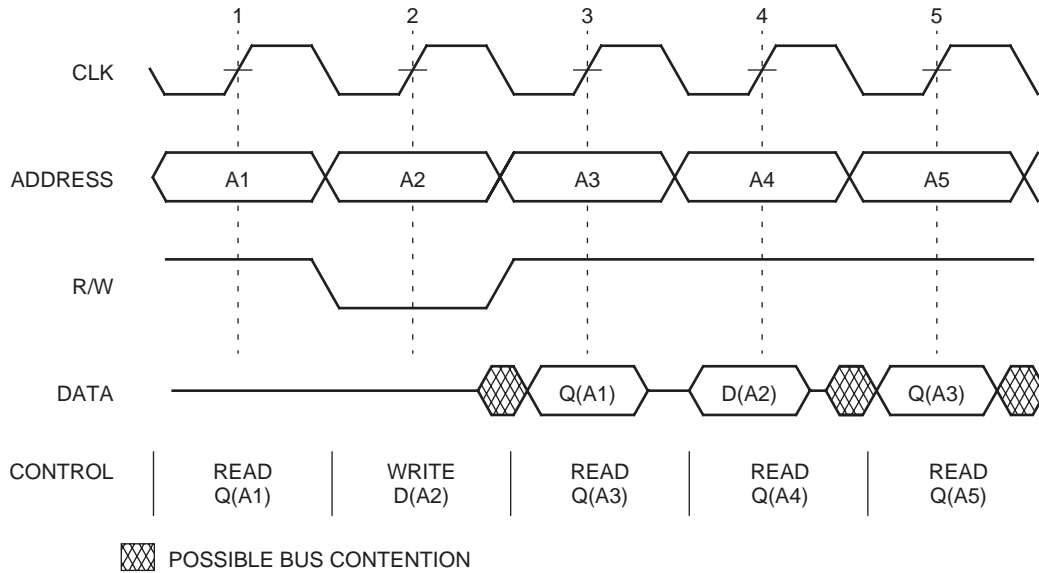 1 2 3 4 5
CLK
ADDRESS A1 A2 A3 A4 A5
R/W
DATA Q(A1) D(A2) Q(A3)
CONTROL READ WRITE READ READ READ
Q(A1) D(A2) Q(A3) Q(A4) Q(A5)
POSSIBLE BUS CONTENTION